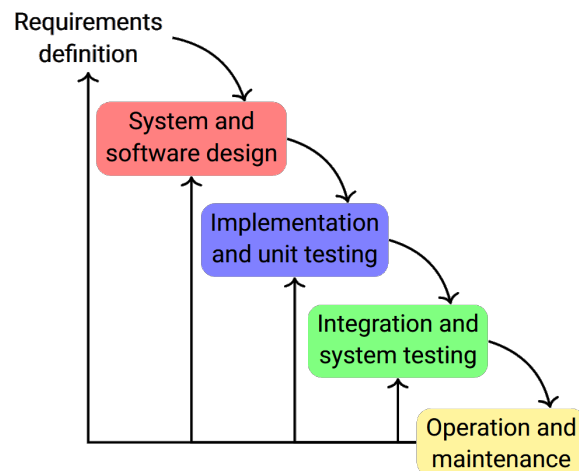 Requirements
definition
System and
software design
Implementation
and unit testing
Integration and
system testing
Operation and
maintenance